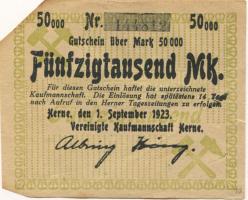 50000 Nr. 144812 50000
Gutschein über Mark 50000
Fünfzigtausend Mk.
Für diesen Gutschein haftet die unterzeichnete
Kaufmannschaft. Die Einlösung hat spätestens 14 Tage
nach Aufruf in den Herner Tageszeitungen zu erfolgen.
Herne, den 1. September 1923.
Vereinigte Kaufmannschaft Herne.